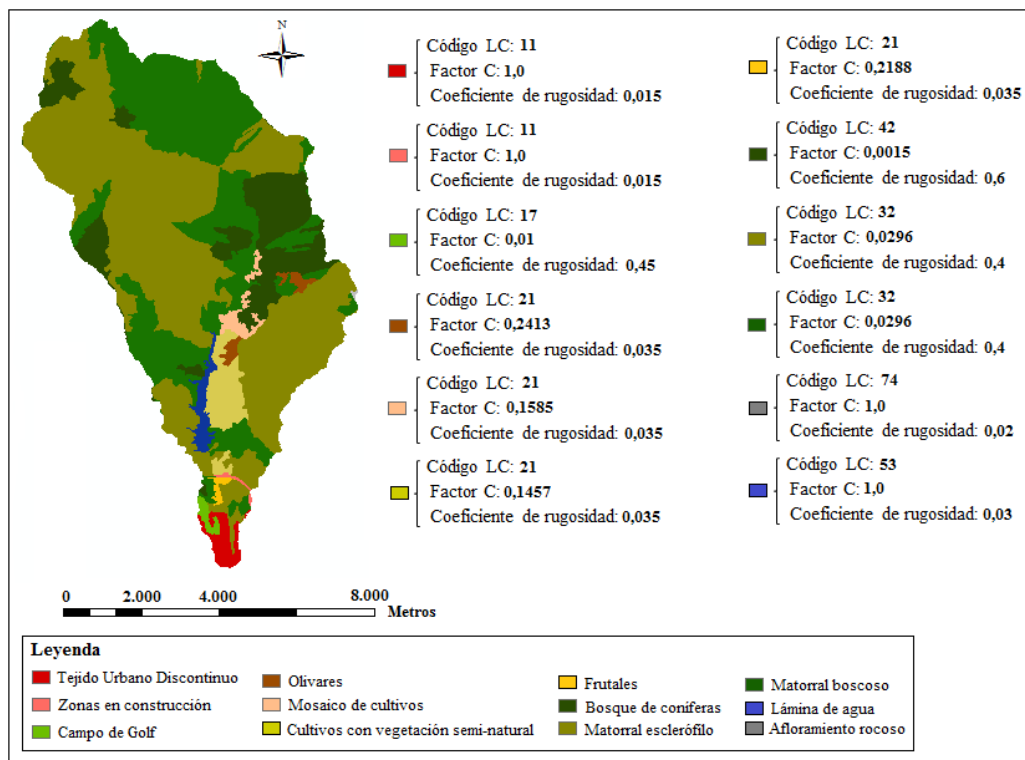 N
Código LC: 11
Factor C: 1,0
Coeficiente de rugosidad: 0,015
Código LC: 11
Factor C: 1,0
Coeficiente de rugosidad: 0,015
Código LC: 17
Factor C: 0,01
Coeficiente de rugosidad: 0,45
Código LC: 21
Factor C: 0,2413
Coeficiente de rugosidad: 0,035
Código LC: 21
Factor C: 0,1585
Coeficiente de rugosidad: 0,035
Código LC: 21
Factor C: 0,1457
Coeficiente de rugosidad: 0,035
Código LC: 21
Factor C: 0,2188
Coeficiente de rugosidad: 0,035
Código LC: 42
Factor C: 0,0015
Coeficiente de rugosidad: 0,6
Código LC: 32
Factor C: 0,0296
Coeficiente de rugosidad: 0,4
Código LC: 32
Factor C: 0,0296
Coeficiente de rugosidad: 0,4
Código LC: 74
Factor C: 1,0
Coeficiente de rugosidad: 0,02
Código LC: 53
Factor C: 1,0
Coeficiente de rugosidad: 0,03
0 2.000 4.000 8.000
Metros
Leyenda
Tejido Urbano Discontinuo
Zonas en construcción
Campo de Golf
Olivares
Mosaico de cultivos
Cultivos con vegetación semi-natural
Frutales
Bosque de coniferas
Matorral esclerófilo
Matorral boscoso
Lámina de agua
Afloramiento rocoso